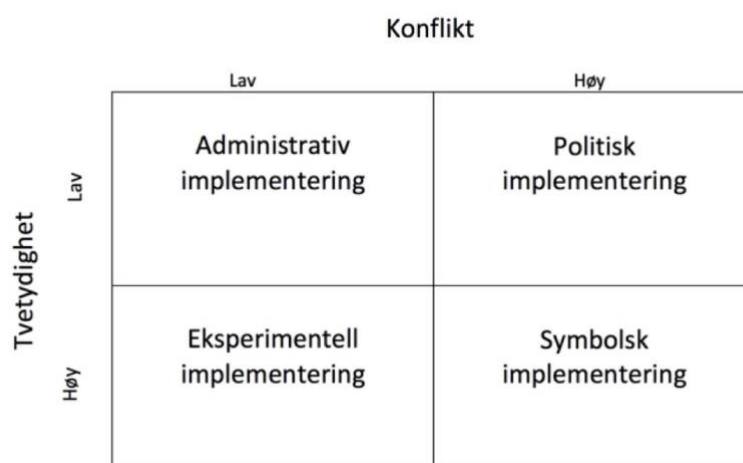 Konflikt
Lav
Høy
Administrativ
implementering
Politisk
implementering
Tvetydighet
Lav
Høy
Eksperimentell
implementering
Symbolsk
implementering